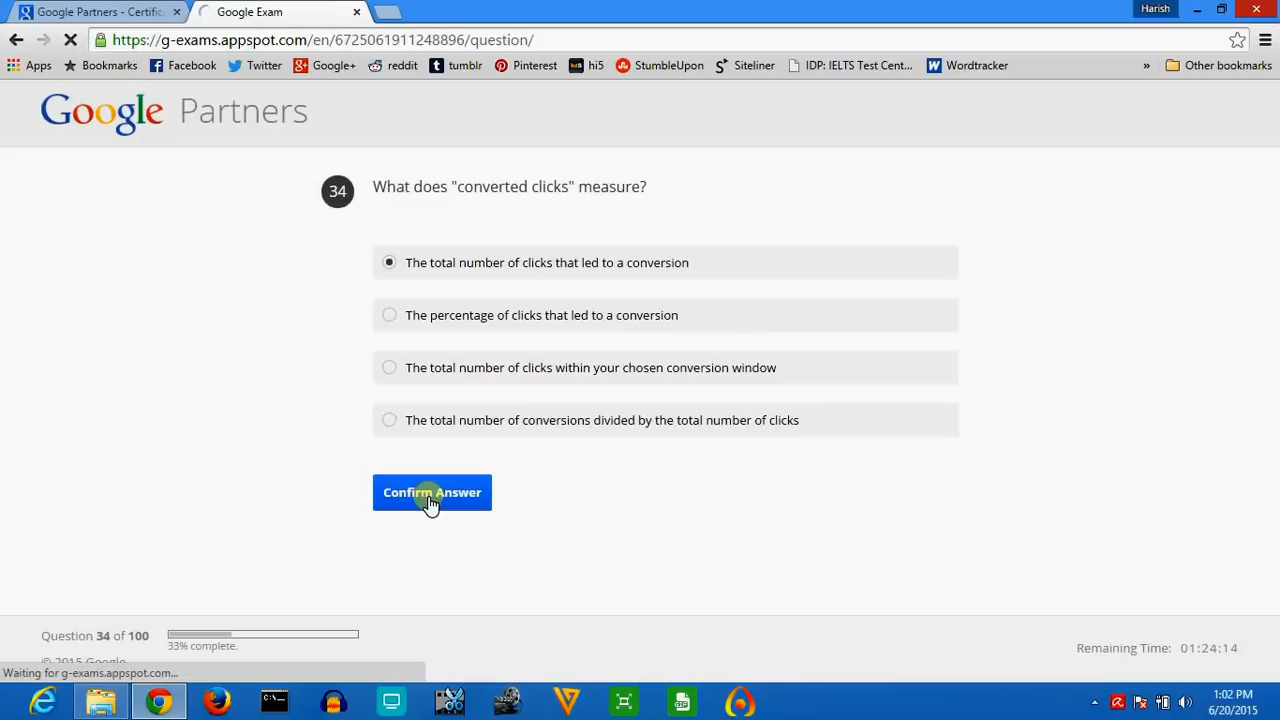 Google Partners - Certific
Google Exam
Harish
https://g-exams.appspot.com/en/6725061911248896/question/
Apps
Bookmarks
Facebook
Twitter
Google+
reddit
tumblr
Pinterest
hi5
StumbleUpon
Siteliner
IDP: IELTS Test Cent...
Wordtracker
»
Other bookmarks
Google Partners
34
What does "converted clicks" measure?
The total number of clicks that led to a conversion
The percentage of clicks that led to a conversion
The total number of clicks within your chosen conversion window
The total number of conversions divided by the total number of clicks
Confirm Answer
Question 34 of 100
33% complete.
Remaining Time: 01:24:14
© 2015 Google
Waiting for g-exams.appspot.com...
1:02 PM
6/20/2015